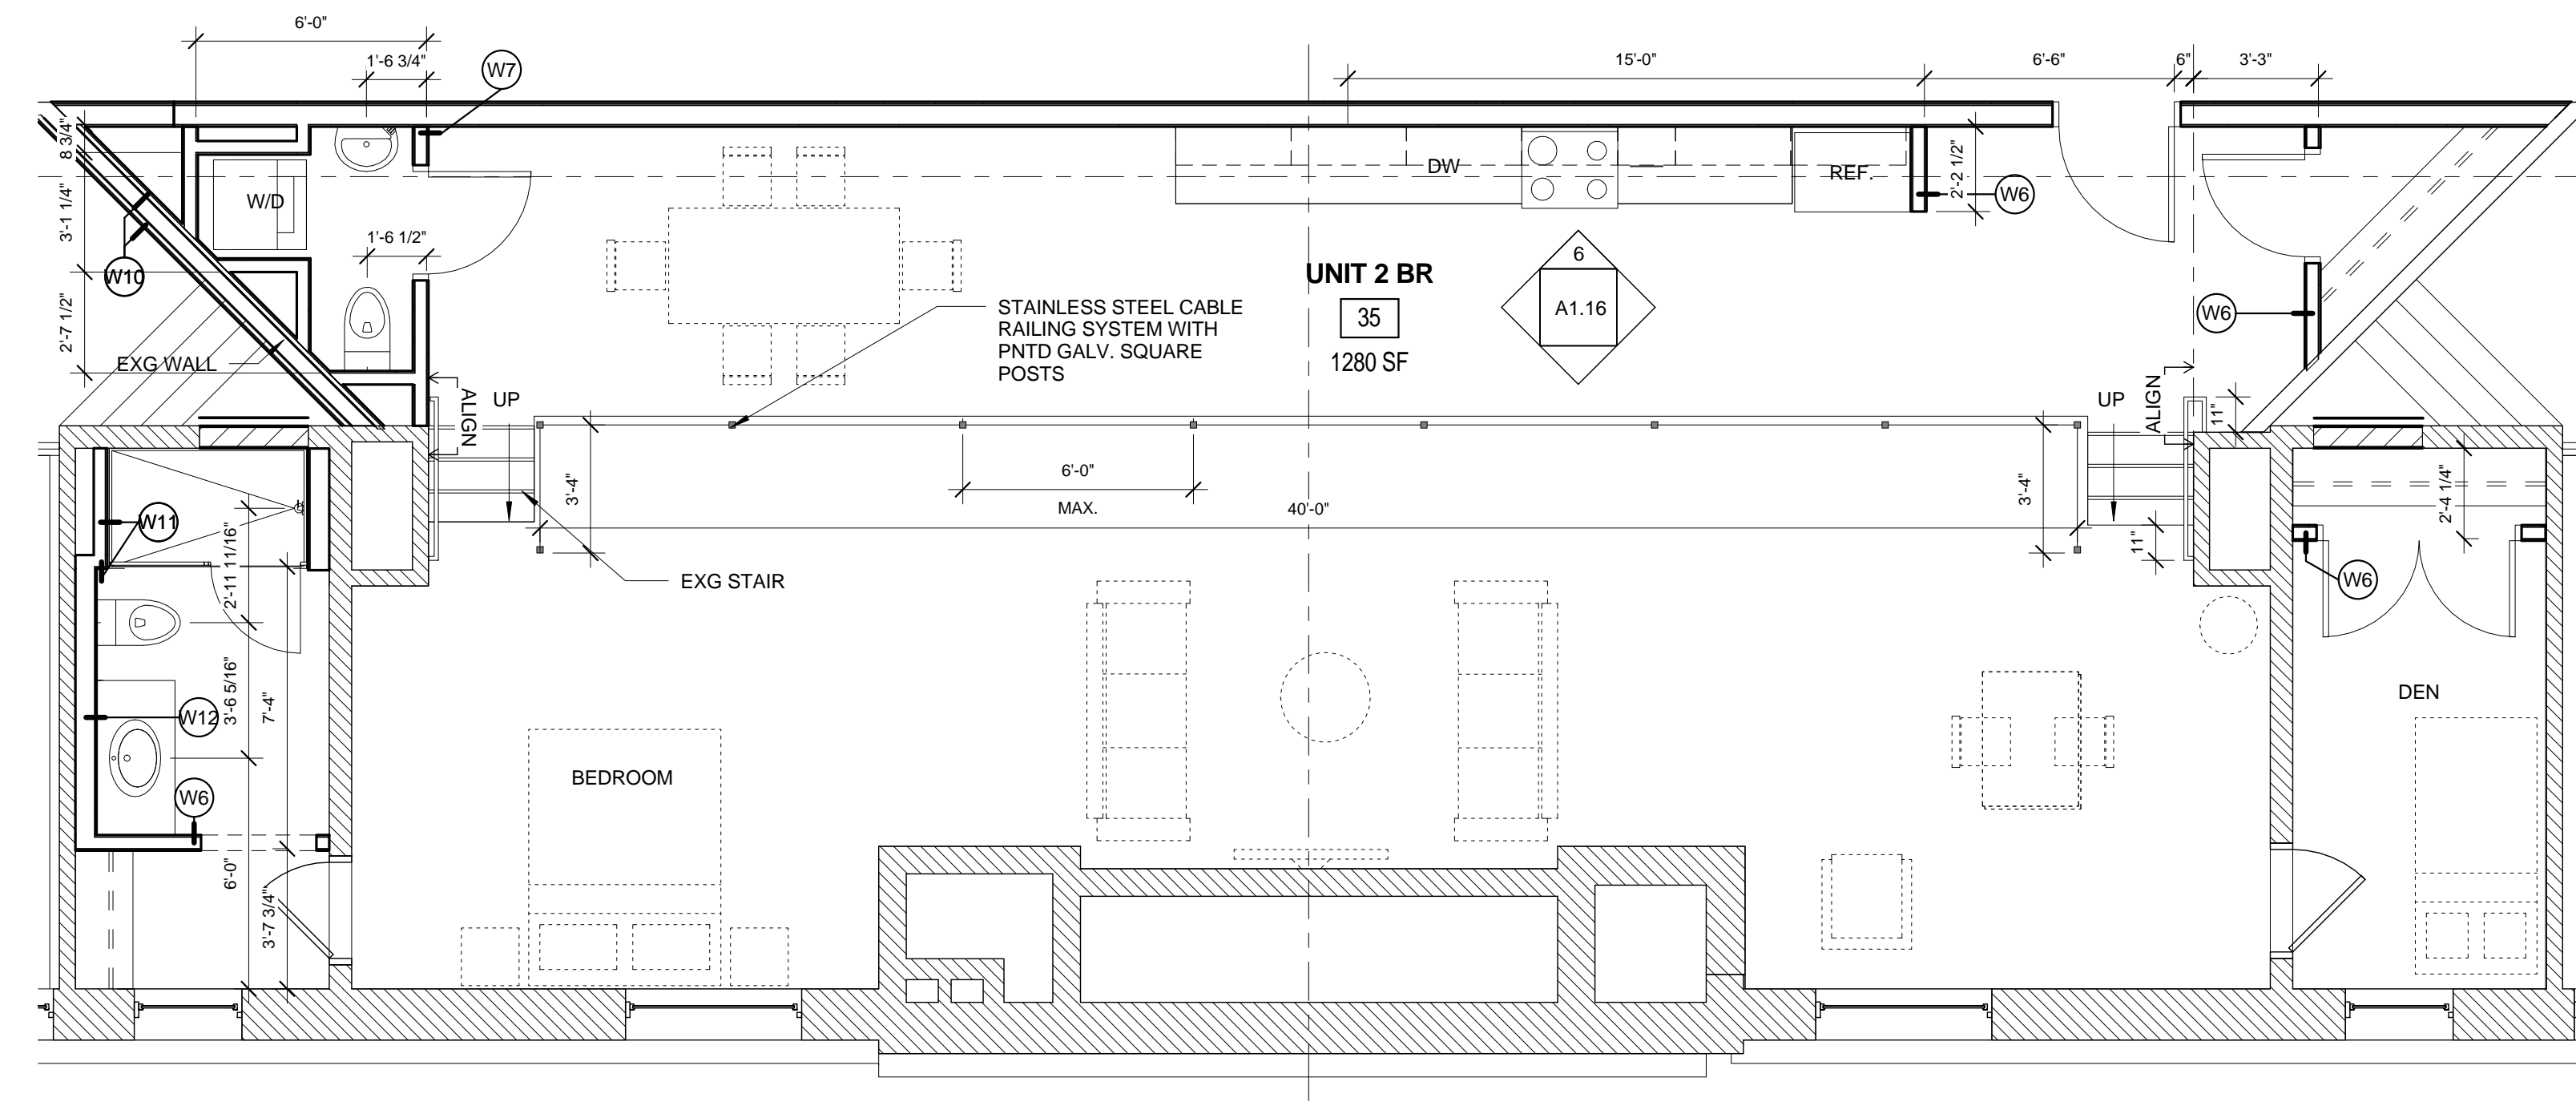 6'-0"
1'-6 3/4"
W7
15'-0"
6'-6"
6"
3'-3"
8 3/4"
3'-1 1/4"
2'-7 1/2"
W/D
W10
1'-6 1/2"
EXG WALL
DW
REF.
2'-2 1/2"
W6
UNIT 2 BR
35
1280 SF
6
A1.16
W6
STAINLESS STEEL CABLE
RAILING SYSTEM WITH
PNTD GALV. SQUARE
POSTS
ALIGN
UP
UP
ALIGN
11"
3'-4"
6'-0"
MAX.
40'-0"
3'-4"
11"
2'-4 1/4"
W11
2'-11 11/16"
EXG STAIR
W6
W12
3'-6 5/16"
7'-4"
DEN
BEDROOM
W6
6'-0"
3'-7 3/4"